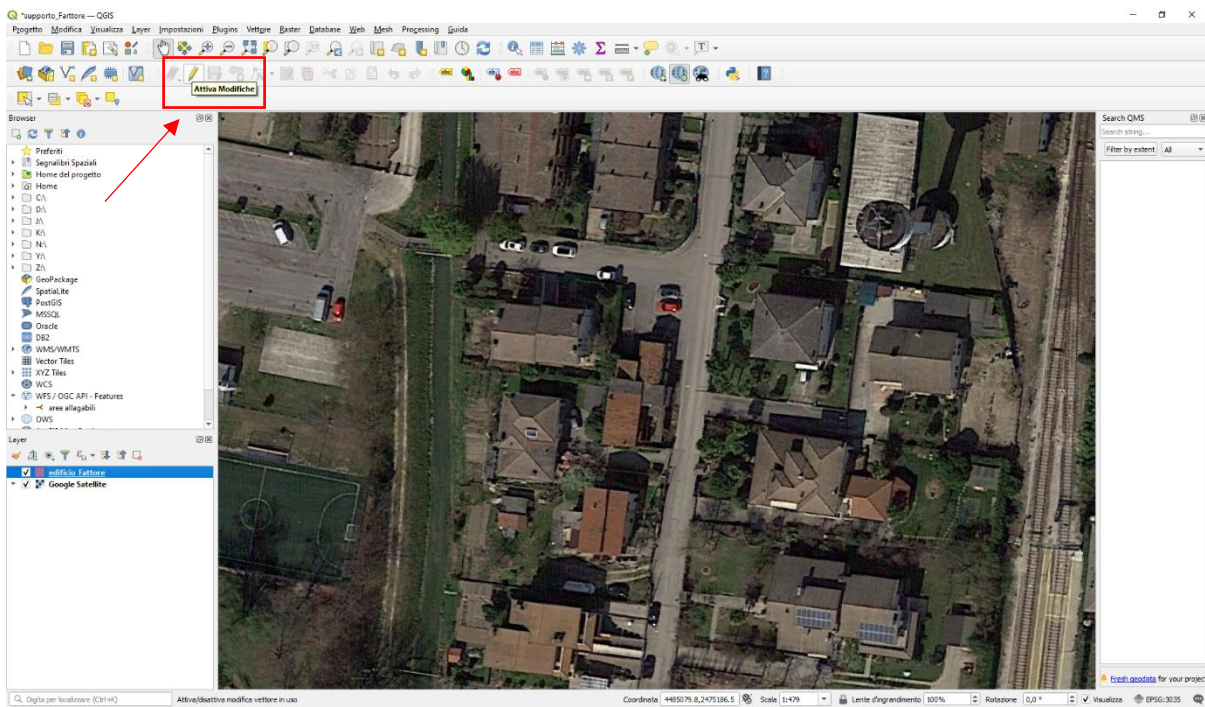 *supporto_Farttore — QGIS
Progetto Modifica Visualizza Layer Impostazioni Plugins Vettore Raster Database Web Mesh Processing Guida
Attiva Modifiche
Browser
Preferiti
Segnalibri Spaziali
Home del progetto
Home
C:\
D:\
J:\
K:\
N:\
Y:\
Z:\
GeoPackage
SpatiaLite
PostGIS
MSSQL
Oracle
DB2
WMS/WMTS
Vector Tiles
XYZ Tiles
WCS
WFS / OGC API - Features
aree allagabili
OWS
Layer
edificio Fattore
Google Satellite
Search QMS
Search string...
Filter by extent All
Fresh geodata for your project
Digita per localizzare (Ctrl+K) Attiva/disattiva modifica vettore in uso Coordinata 4485079.8,2475186.5 Scala 1:479 Lente d'ingrandimento 100% Rotazione 0,0 ° Visualizza EPSG:3035